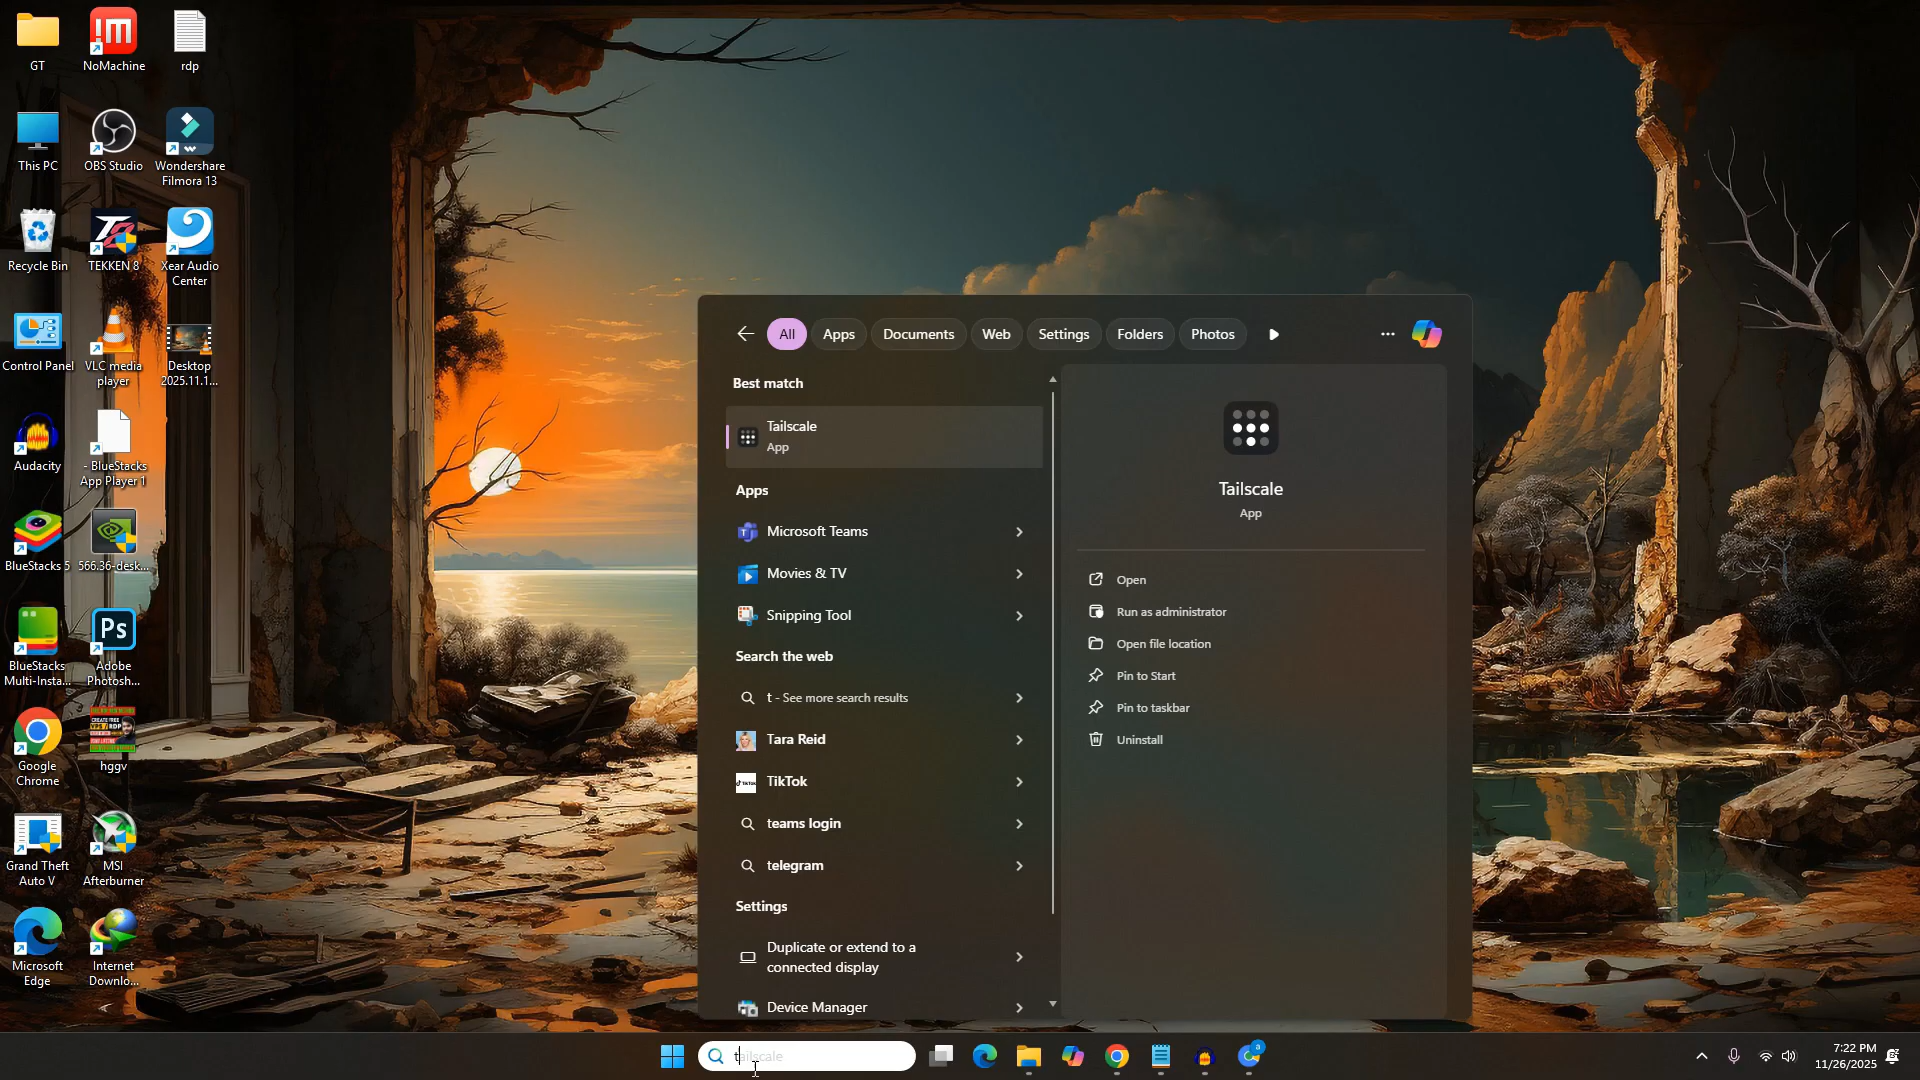 GT
NoMachine
rdp
This PC
OBS Studio
Wondershare
Filmora 13
Recycle Bin
TEKKEN 8
Xear Audio
Center
Control Panel
VLC media
player
Desktop
2025.11.1...
Audacity
- BlueStacks
App Player 1
BlueStacks 5
566.36-desk...
BlueStacks
Multi-Insta...
Ps
Adobe
Photosh...
Google
Chrome
CREATE FREE
hggv
Grand Theft
Auto V
MSI
Afterburner
Microsoft
Edge
Internet
Downlo...
All
Apps
Documents
Web
Settings
Folders
Photos
Best match
Tailscale
App
Apps
Microsoft Teams
Movies & TV
Snipping Tool
Search the web
t - See more search results
Tara Reid
TikTok
teams login
telegram
Settings
Duplicate or extend to a
connected display
Device Manager
Tailscale
App
Open
Run as administrator
Open file location
Pin to Start
Pin to taskbar
Uninstall
tailscale
a
7:22 PM
11/26/2025